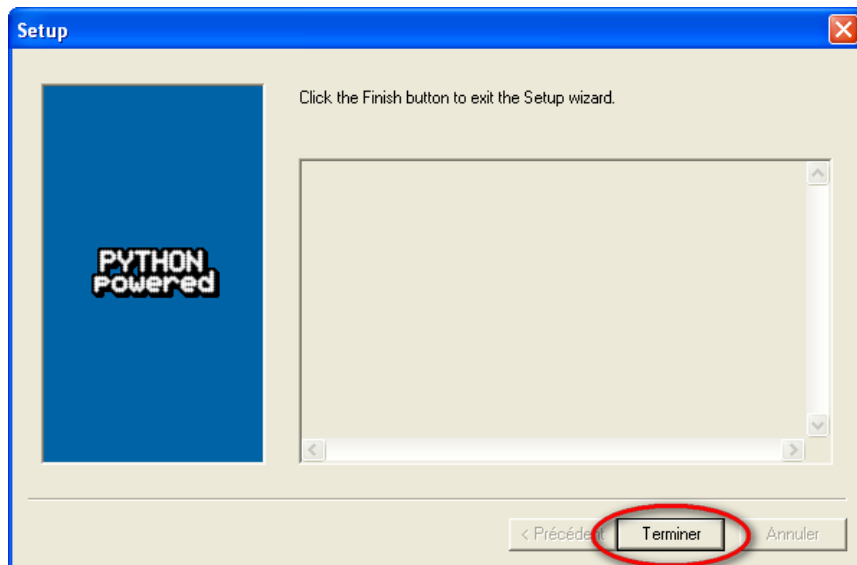 Setup
Click the Finish button to exit the Setup wizard.
PYTHON
powered
< Précédent
Terminer
Annuler